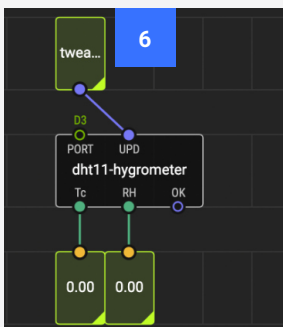 6
twea...
D3
PORT UPD
dht11-hygrometer
Tc RH OK
0.00 0.00